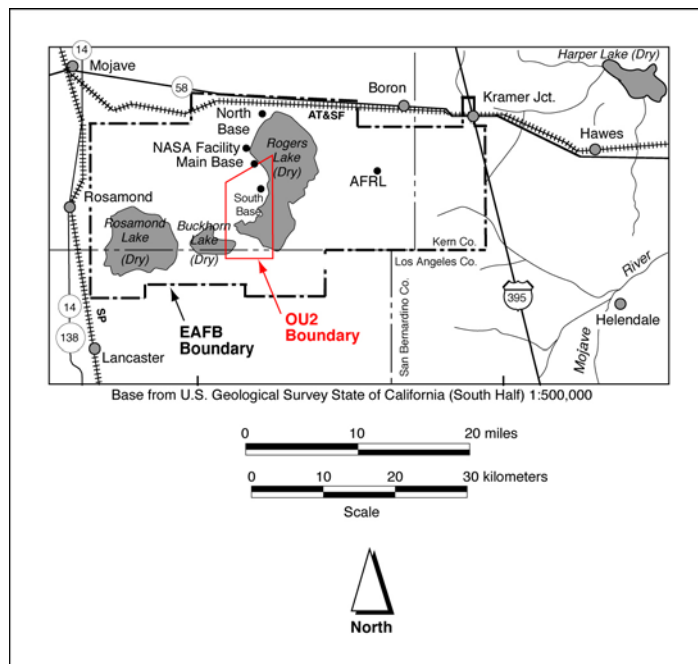 14
Mojave
Harper Lake (Dry)
58
Boron
Kramer Jct.
North
Base
AT&SF
NASA Facility
Main Base
Rogers
Lake
(Dry)
Hawes
AFRL
South
Base
Rosamond
Rosamond
Lake
(Dry)
Buckhorn
Lake
(Dry)
Kern Co.
Los Angeles Co.
San Bernardino Co.
River
Mojave
395
Helendale
14
138
SP
Lancaster
EAFB
Boundary
OU2
Boundary
Base from U.S. Geological Survey State of California (South Half) 1:500,000
0 10 20 miles
0 10 20 30 kilometers
Scale
North